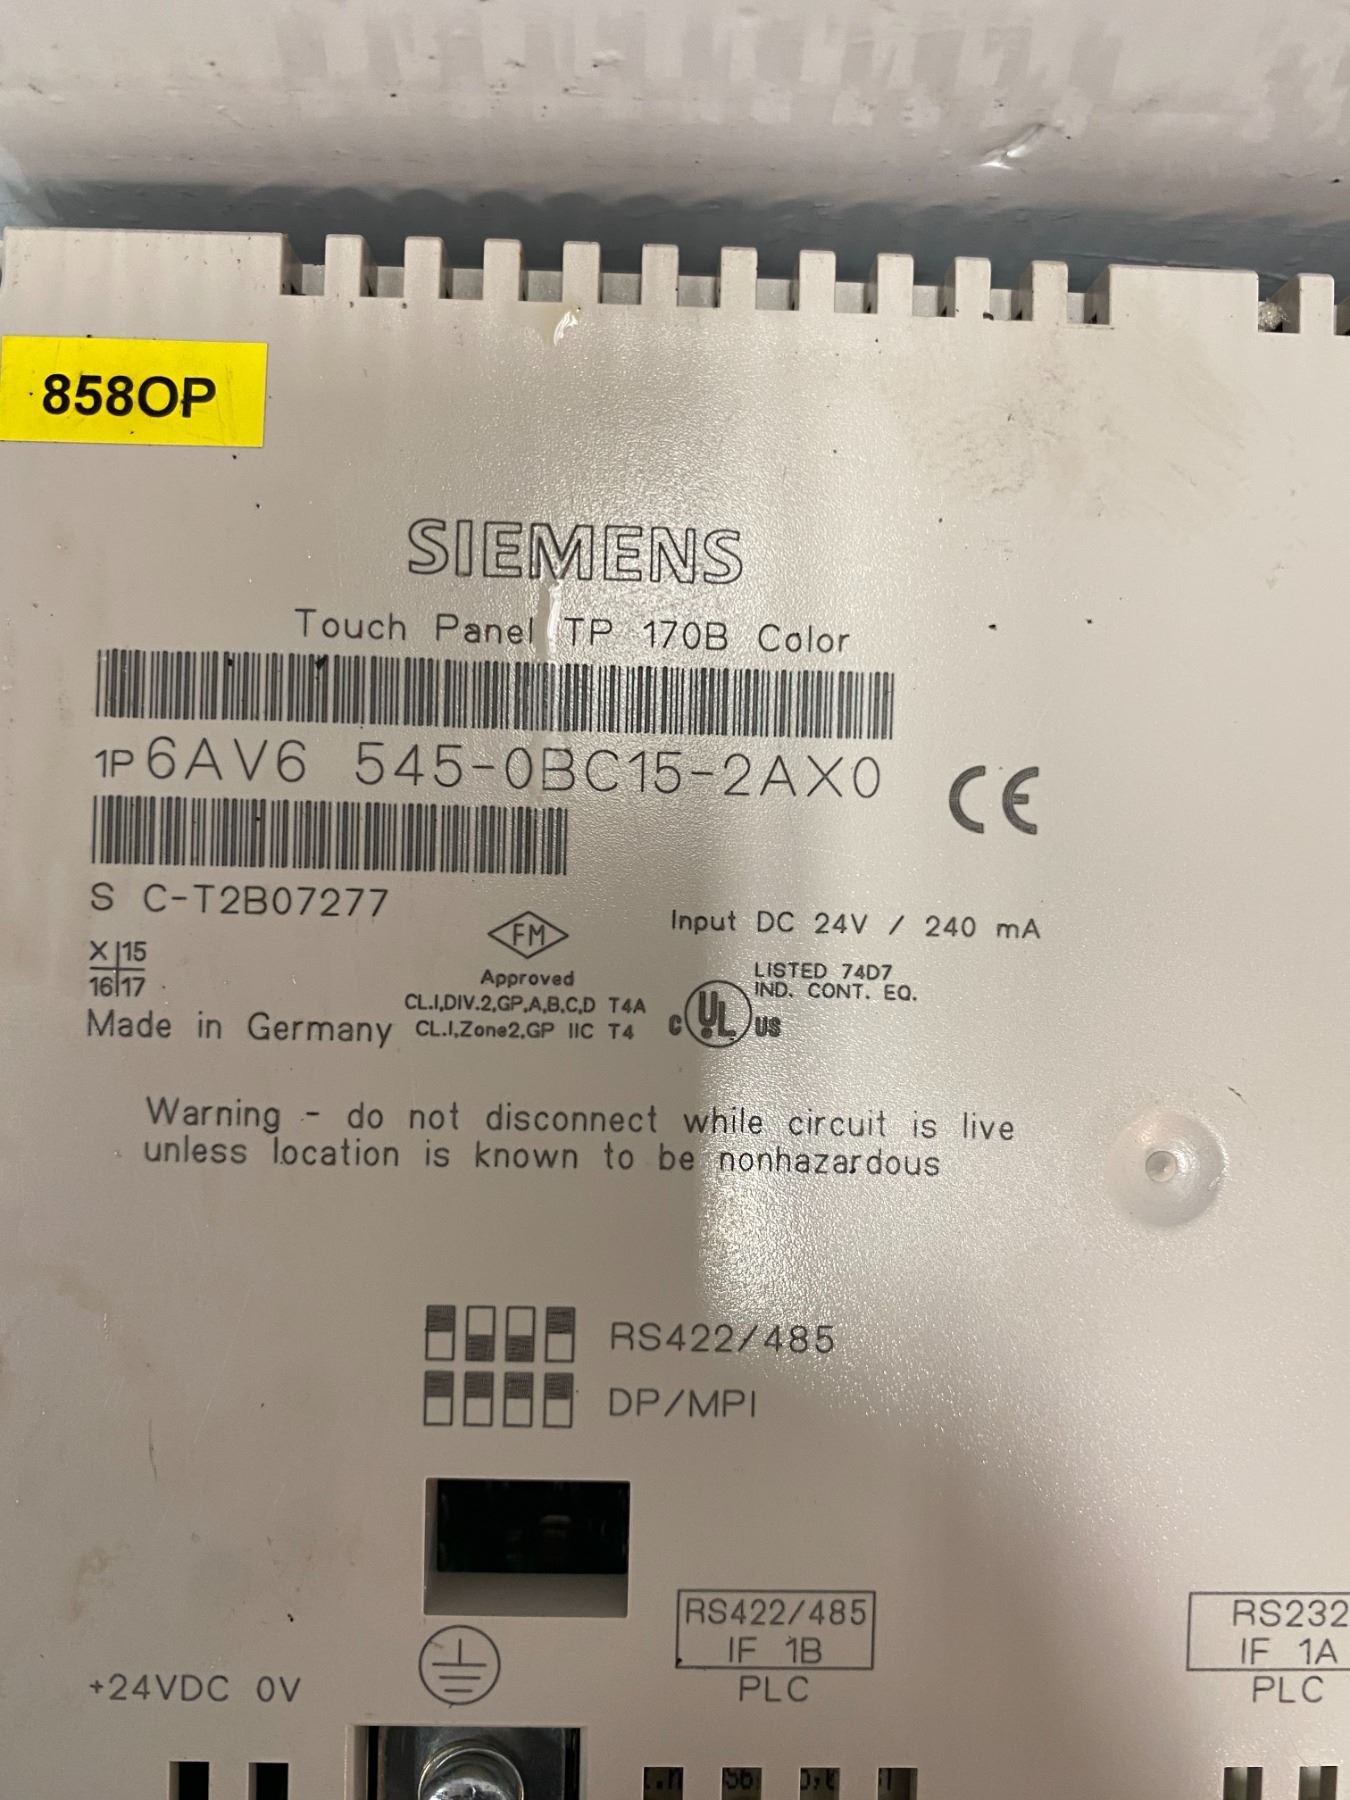 858OP
SIEMENS
Touch Panel TP 170B Color
1P 6AV6 545-0BC15-2AX0
CE
S C-T2B07277
X 15
16 17
Made in Germany
FM
Approved
CL.I,DIV.2,GP,A,B,C,D T4A
CL.I,Zone2,GP IIC T4
Input DC 24V / 240 mA
LISTED 74D7
IND. CONT. EQ.
C UL US
Warning - do not disconnect while circuit is live
unless location is known to be nonhazardous
RS422/485
DP/MPI
RS422/485
IF 1B
PLC
RS232
IF 1A
PLC
+24VDC 0V